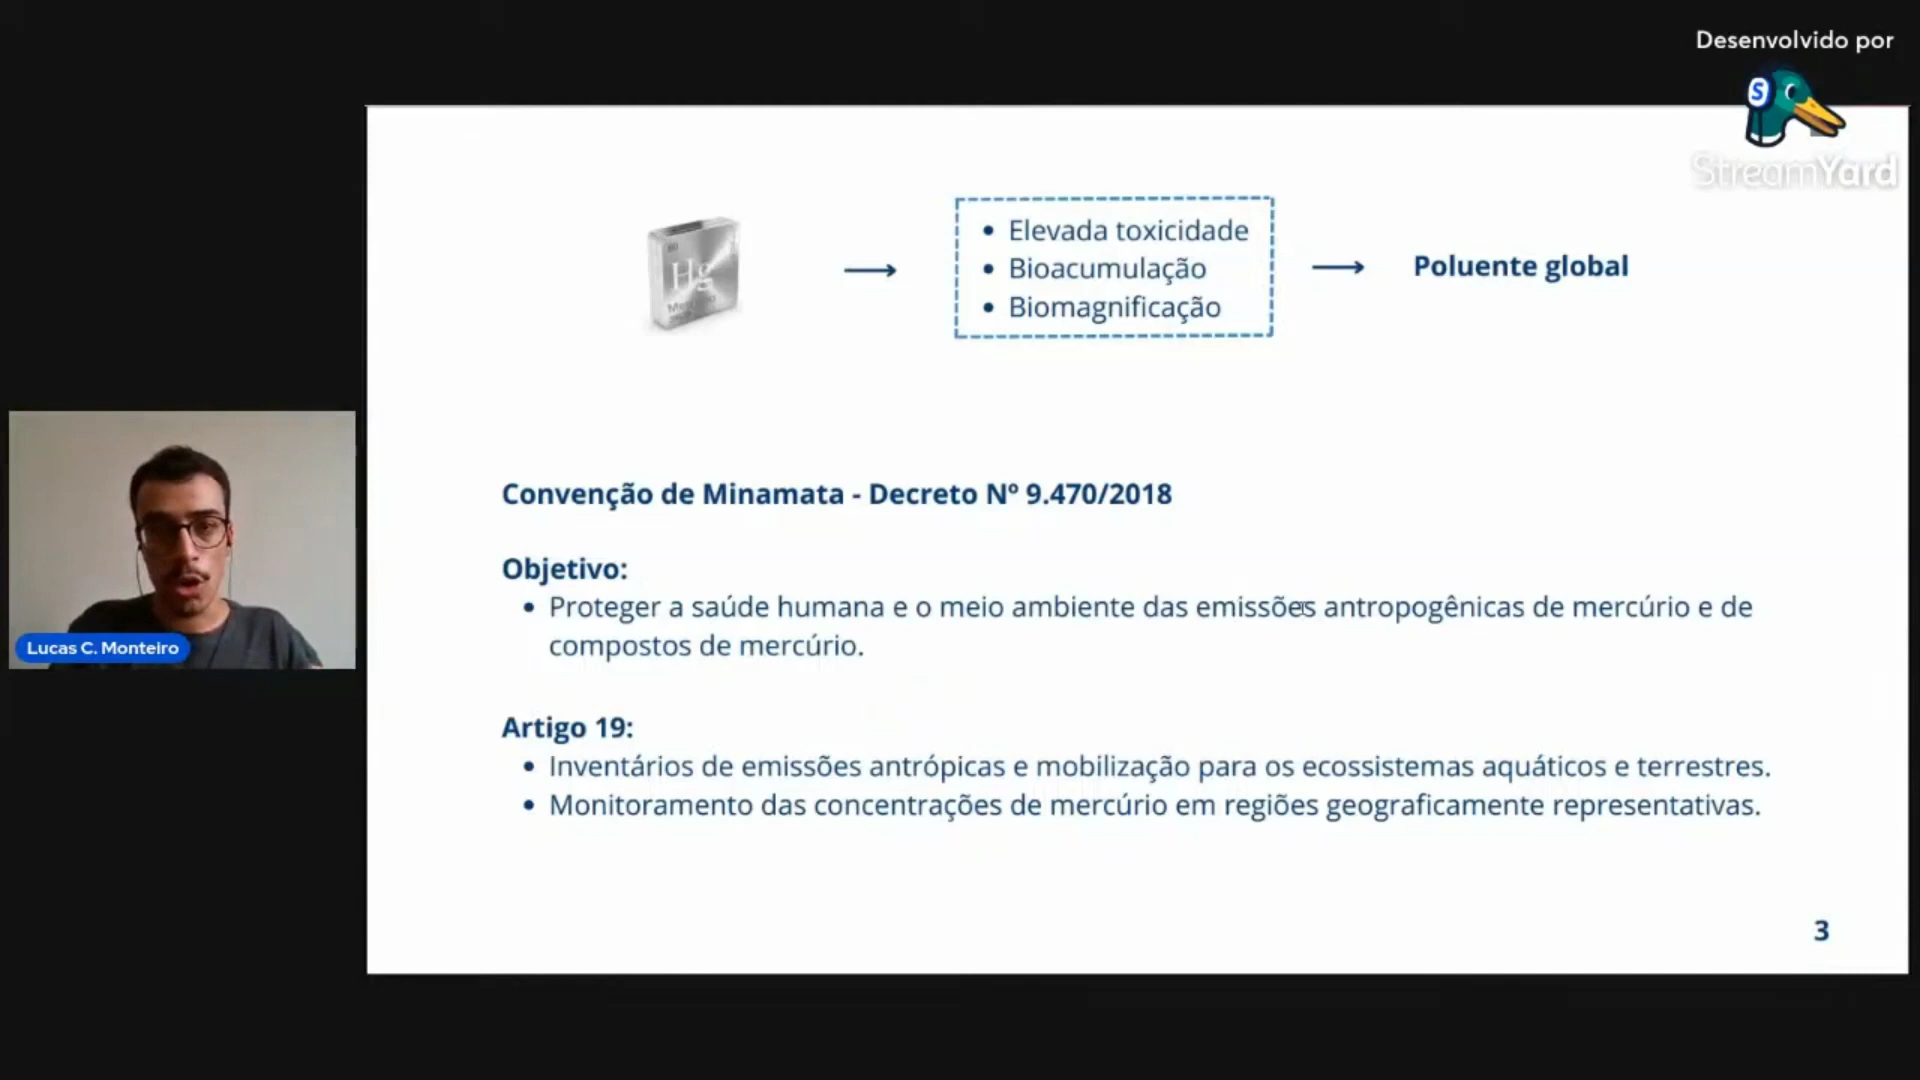 Desenvolvido por
StreamYard
Hg
• Elevada toxicidade
• Bioacumulação
• Biomagnificação
Poluente global
Convenção de Minamata - Decreto Nº 9.470/2018
Objetivo:
• Proteger a saúde humana e o meio ambiente das emissões antropogênicas de mercúrio e de
compostos de mercúrio.
Lucas C. Monteiro
Artigo 19:
• Inventários de emissões antrópicas e mobilização para os ecossistemas aquáticos e terrestres.
• Monitoramento das concentrações de mercúrio em regiões geograficamente representativas.
3